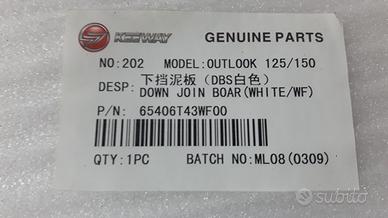 KEEWAY GENUINE PARTS
NO:202 MODEL:OUTLOOK 125/150
DESP: 下挡泥板（DBS白色）
DOWN JOIN BOAR(WHITE/WF)
P/N: 65406T43WF00
QTY:1PC BATCH NO:ML08(0309)
subito